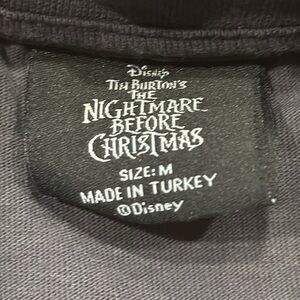 Disney
TIM BURTON'S
THE
NIGHTMARE
BEFORE
CHRISTMAS
SIZE: M
MADE IN TURKEY
©Disney